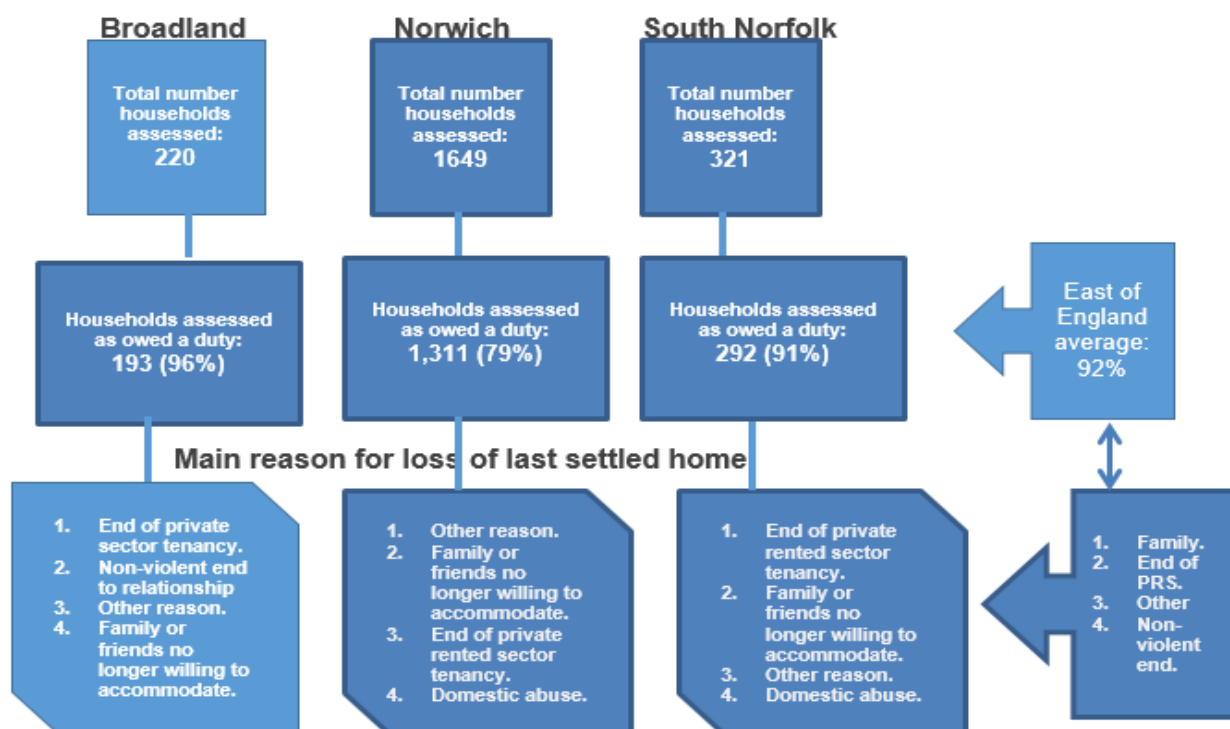 Broadland
Total number
households
assessed:
220
Households assessed
as owed a duty:
193 (96%)
Norwich
Total number
households
assessed:
1649
Households assessed
as owed a duty:
1,311 (79%)
South Norfolk
Total number
households
assessed:
321
Households assessed
as owed a duty:
292 (91%)
East of
England
average:
92%
Main reason for loss of last settled home
1. End of private
sector tenancy.
2. Non-violent end
to relationship
3. Other reason.
4. Family or
friends no
longer willing to
accommodate.
1. Other reason.
2. Family or
friends no
longer willing to
accommodate.
3. End of private
rented sector
tenancy.
4. Domestic abuse.
1. End of private
rented sector
tenancy.
2. Family or
friends no
longer willing to
accommodate.
3. Other reason.
4. Domestic abuse.
1. Family.
2. End of
PRS.
3. Other
4. Non-
violent
end.